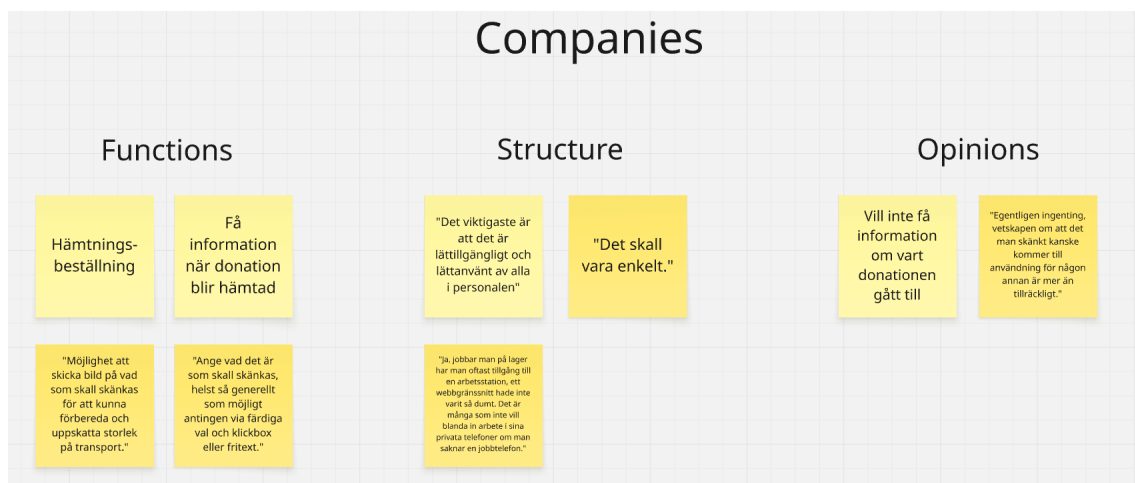 Companies
Functions
Structure
Opinions
Hämtnings-
beställning
Få
information
när donation
blir hämtad
"Det viktigaste är
att det är
lättillgängligt och
lättanvänt av alla
i personalen"
"Det skall
vara enkelt."
Vill inte få
information
om vart
donationen
gått till
"Egentligen ingenting,
vetskapen om att det
man skänkt kanske
kommer till
användning för någon
annan är mer än
tillräckligt."
"Möjlighet att
skicka bild på vad
som skall skänkas
för att kunna
förbereda och
uppskatta storlek
på transport."
"Ange vad det är
som skall skänkas,
helst så generellt
som möjligt
antingen via färdiga
val och klickbox
eller fritext."
"Ja, jobbar man på lager
har man oftast tillgång till
en arbetsstation, ett
webbgränssnitt hade inte
varit så dumt. Det är
många som inte vill
blanda in arbete i sina
privata telefoner om man
saknar en jobbtelefon."